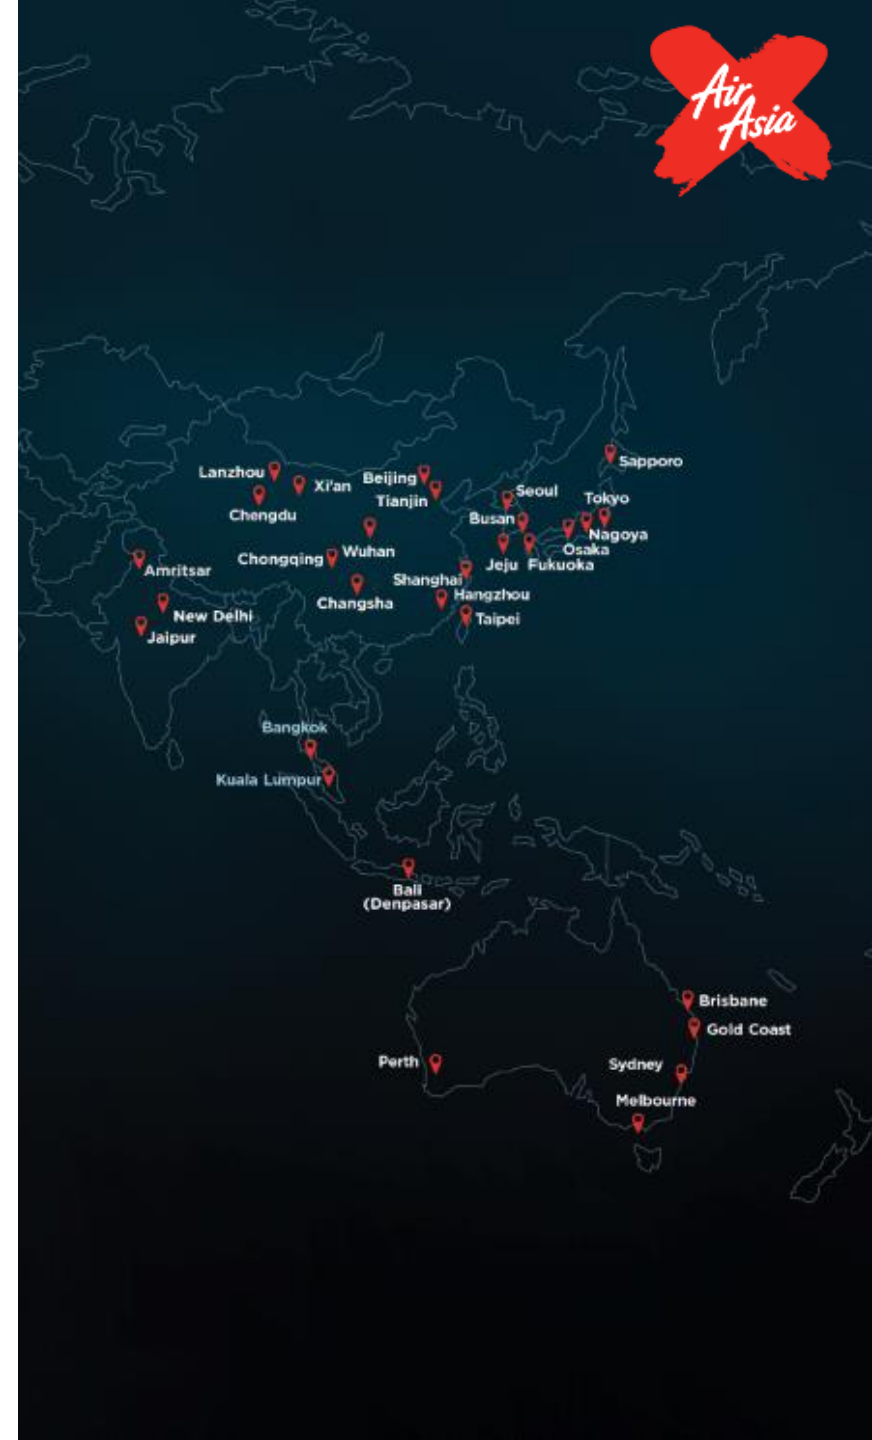 Air
Asia
Sapporo
Lanzhou
Xi'an
Beijing
Tianjin
Seoul
Tokyo
Chengdu
Busan
Nagoya
Osaka
Chongqing
Wuhan
Jeju
Fukuoka
Amritsar
Shanghai
Changsha
Hangzhou
New Delhi
Taipei
Jaipur
Bangkok
Kuala Lumpur
Bali
(Denpasar)
Brisbane
Gold Coast
Perth
Sydney
Melbourne